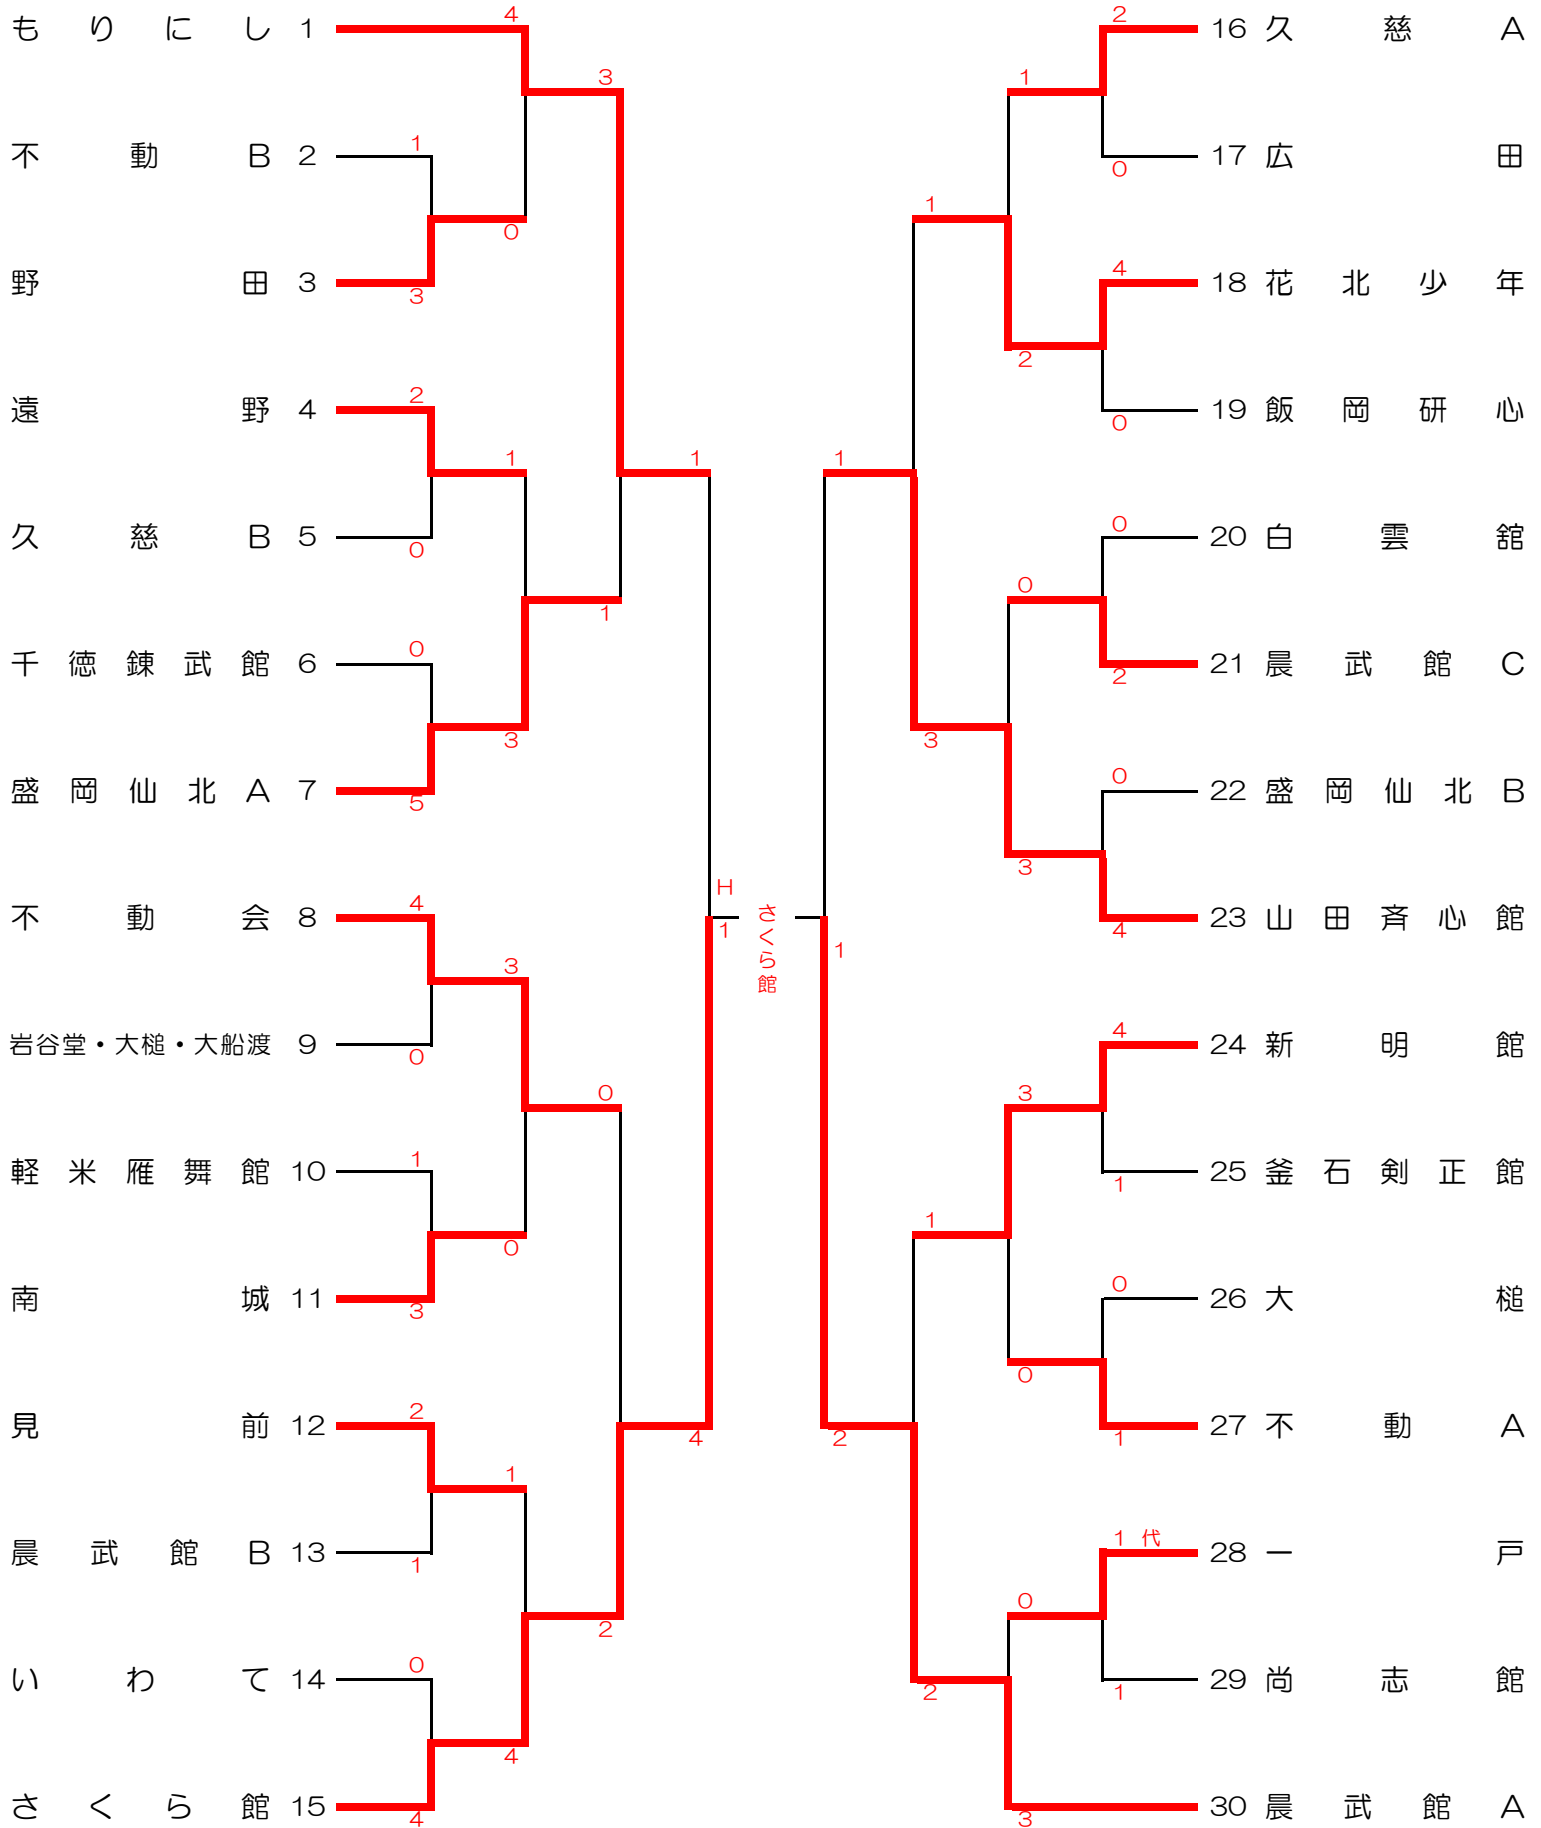 もりにし 1
4
3
不動B 2
1
0
野田 3
3
遠野 4
2
1
1
久慈B 5
0
1
千徳錬武館 6
0
3
盛岡仙北A 7
5
不動会 8
4
3
岩谷堂・大槌・大船渡 9
0
0
軽米雁舞館 10
1
0
南城 11
3
見前 12
2
4
1
晨武館B 13
1
2
いわて 14
0
4
さくら館 15
4
H
1
さくら館
1
2
16 久慈A
1
17 広田
0
1
4
18 花北少年
2
19 飯岡研心
0
1
0
20 白雲舘
0
21 晨武館C
2
3
0
22 盛岡仙北B
3
23 山田斉心館
4
4
24 新明館
3
25 釜石剣正館
1
1
0
26 大槌
0
27 不動A
1
2
1 代
28 一戸
0
29 尚志館
1
2
30 晨武館A
3